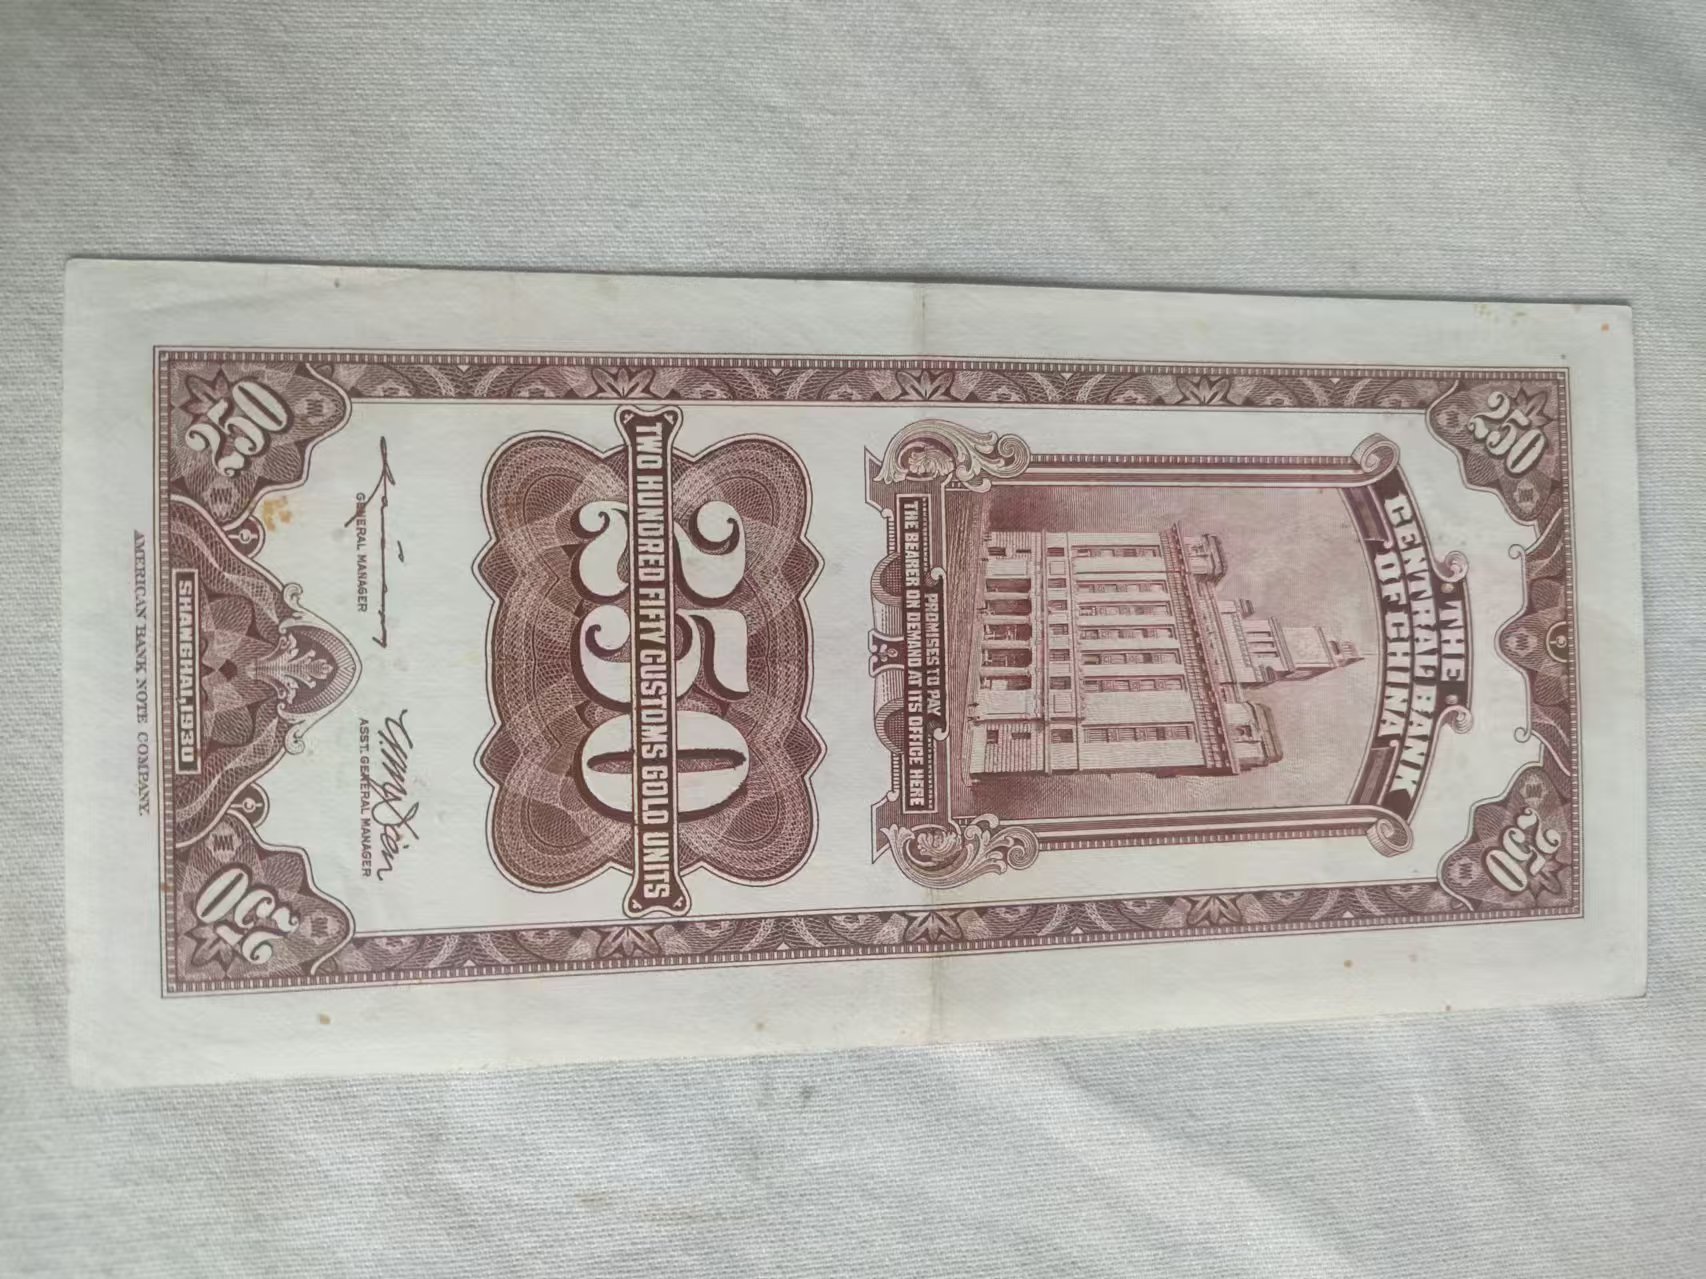 250
250
THE
CENTRAL BANK
OF CHINA
PROMISES TO PAY
THE BEARER ON DEMAND AT ITS OFFICE HERE
250
TWO HUNDRED FIFTY CUSTOMS GOLD UNITS
GENERAL MANAGER
ASST. GENERAL MANAGER
250
SHANGHAI, 1930
250
AMERICAN BANK NOTE COMPANY.